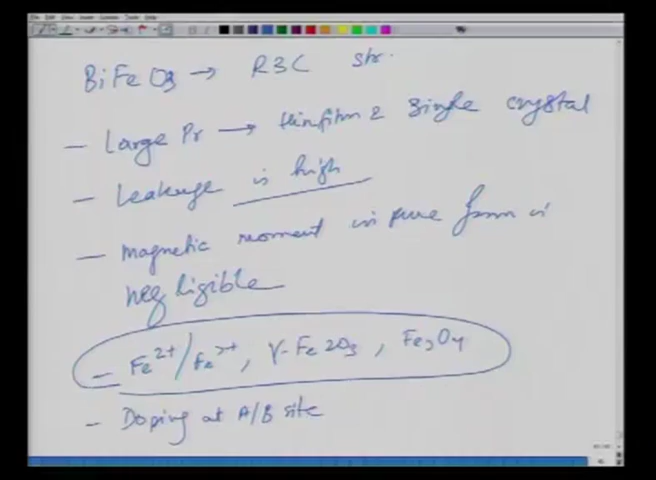 BiFeO3 → R3C str.
- Large Pr → thinfilm & single crystal
- Leakage is high
- magnetic moment in pure form is
negligible
- Fe2+/Fe3+, γ-Fe2O3, Fe3O4
- Doping at A/B site